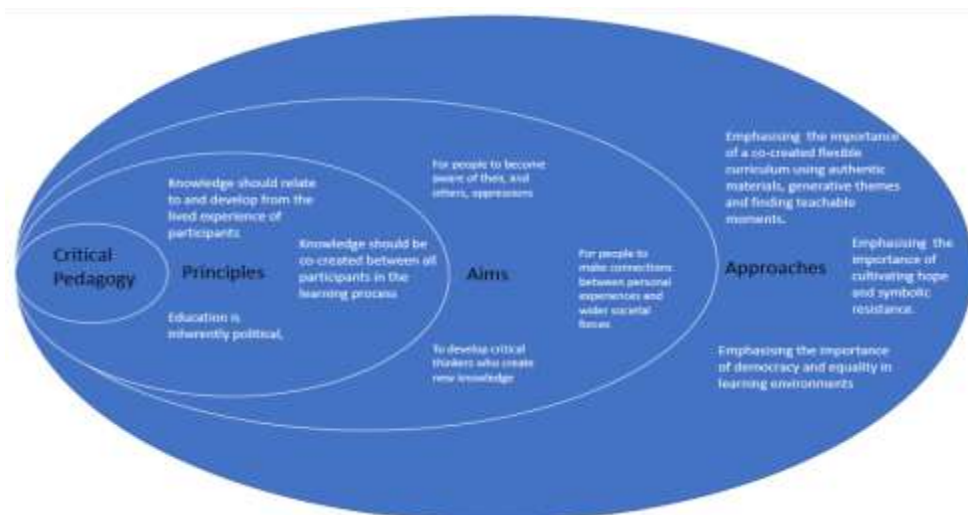 Critical
Pedagogy
Principles
Knowledge should relate
to and develop from the
lived experience of
participants
Knowledge should be
co-created between all
participants in the
learning process
Education is
inherently political,
Aims
For people to become
aware of their, and
others, oppressions
For people to
make connections
between personal
experiences and
wider societal
forces.
To develop critical
thinkers who create
new knowledge
Approaches
Emphasising the importance
of a co-created flexible
curriculum using authentic
materials, generative themes
and finding teachable
moments.
Emphasising the
importance of
cultivating hope
and symbolic
resistance.
Emphasising the importance
of democracy and equality in
learning environments